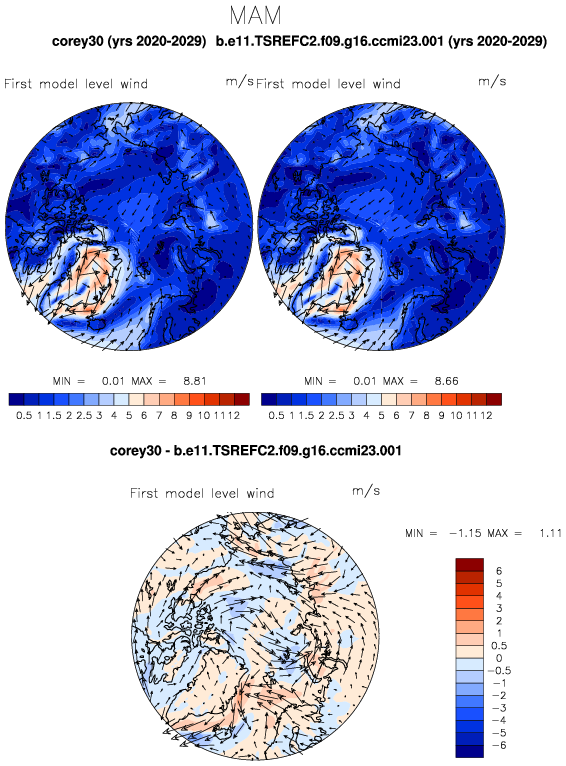 MAM
corey30 (yrs 2020-2029) b.e11.TSREFC2.f09.g16.ccmi23.001 (yrs 2020-2029)
First model level wind m/s First model level wind m/s
MIN = 0.01 MAX = 8.81 MIN = 0.01 MAX = 8.66
0.5 1 1.5 2 2.5 3 4 5 6 7 8 9 10 11 12 0.5 1 1.5 2 2.5 3 4 5 6 7 8 9 10 11 12
corey30 - b.e11.TSREFC2.f09.g16.ccmi23.001
First model level wind m/s
MIN = -1.15 MAX = 1.11
6
5
4
3
2
1
0.5
0
-0.5
-1
-2
-3
-4
-5
-6